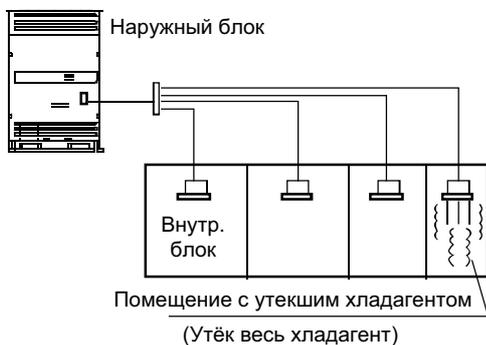 Наружный блок
Внутр.
блок
Помещение с утекшим хладагентом
(Утёк весь хладагент)